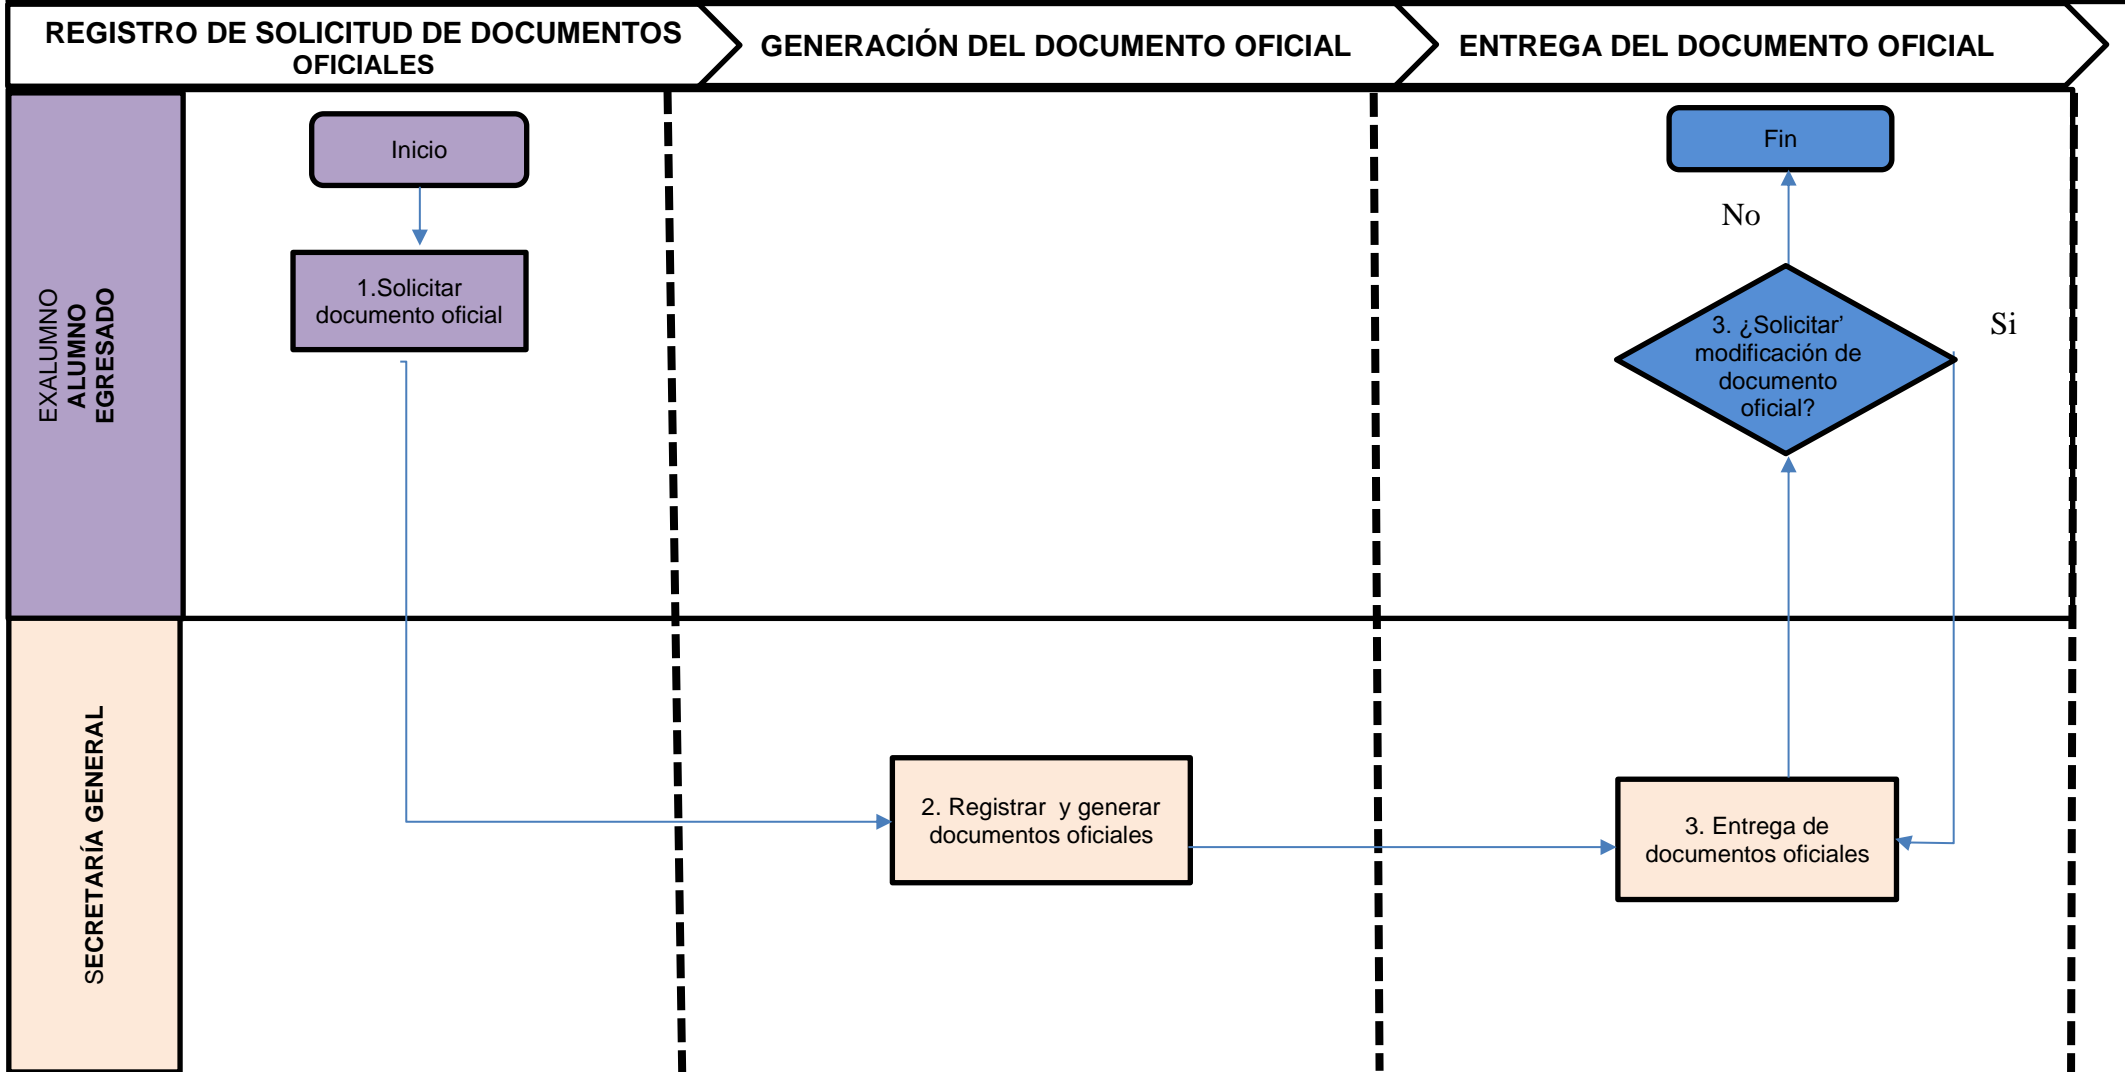 REGISTRO DE SOLICITUD DE DOCUMENTOS
OFICIALES
GENERACIÓN DEL DOCUMENTO OFICIAL
ENTREGA DEL DOCUMENTO OFICIAL
EXALUMNO
ALUMNO
EGRESADO
Inicio
1.Solicitar
documento oficial
Fin
No
3. ¿Solicitar’
modificación de
documento
oficial?
Si
SECRETARÍA GENERAL
2. Registrar y generar
documentos oficiales
3. Entrega de
documentos oficiales